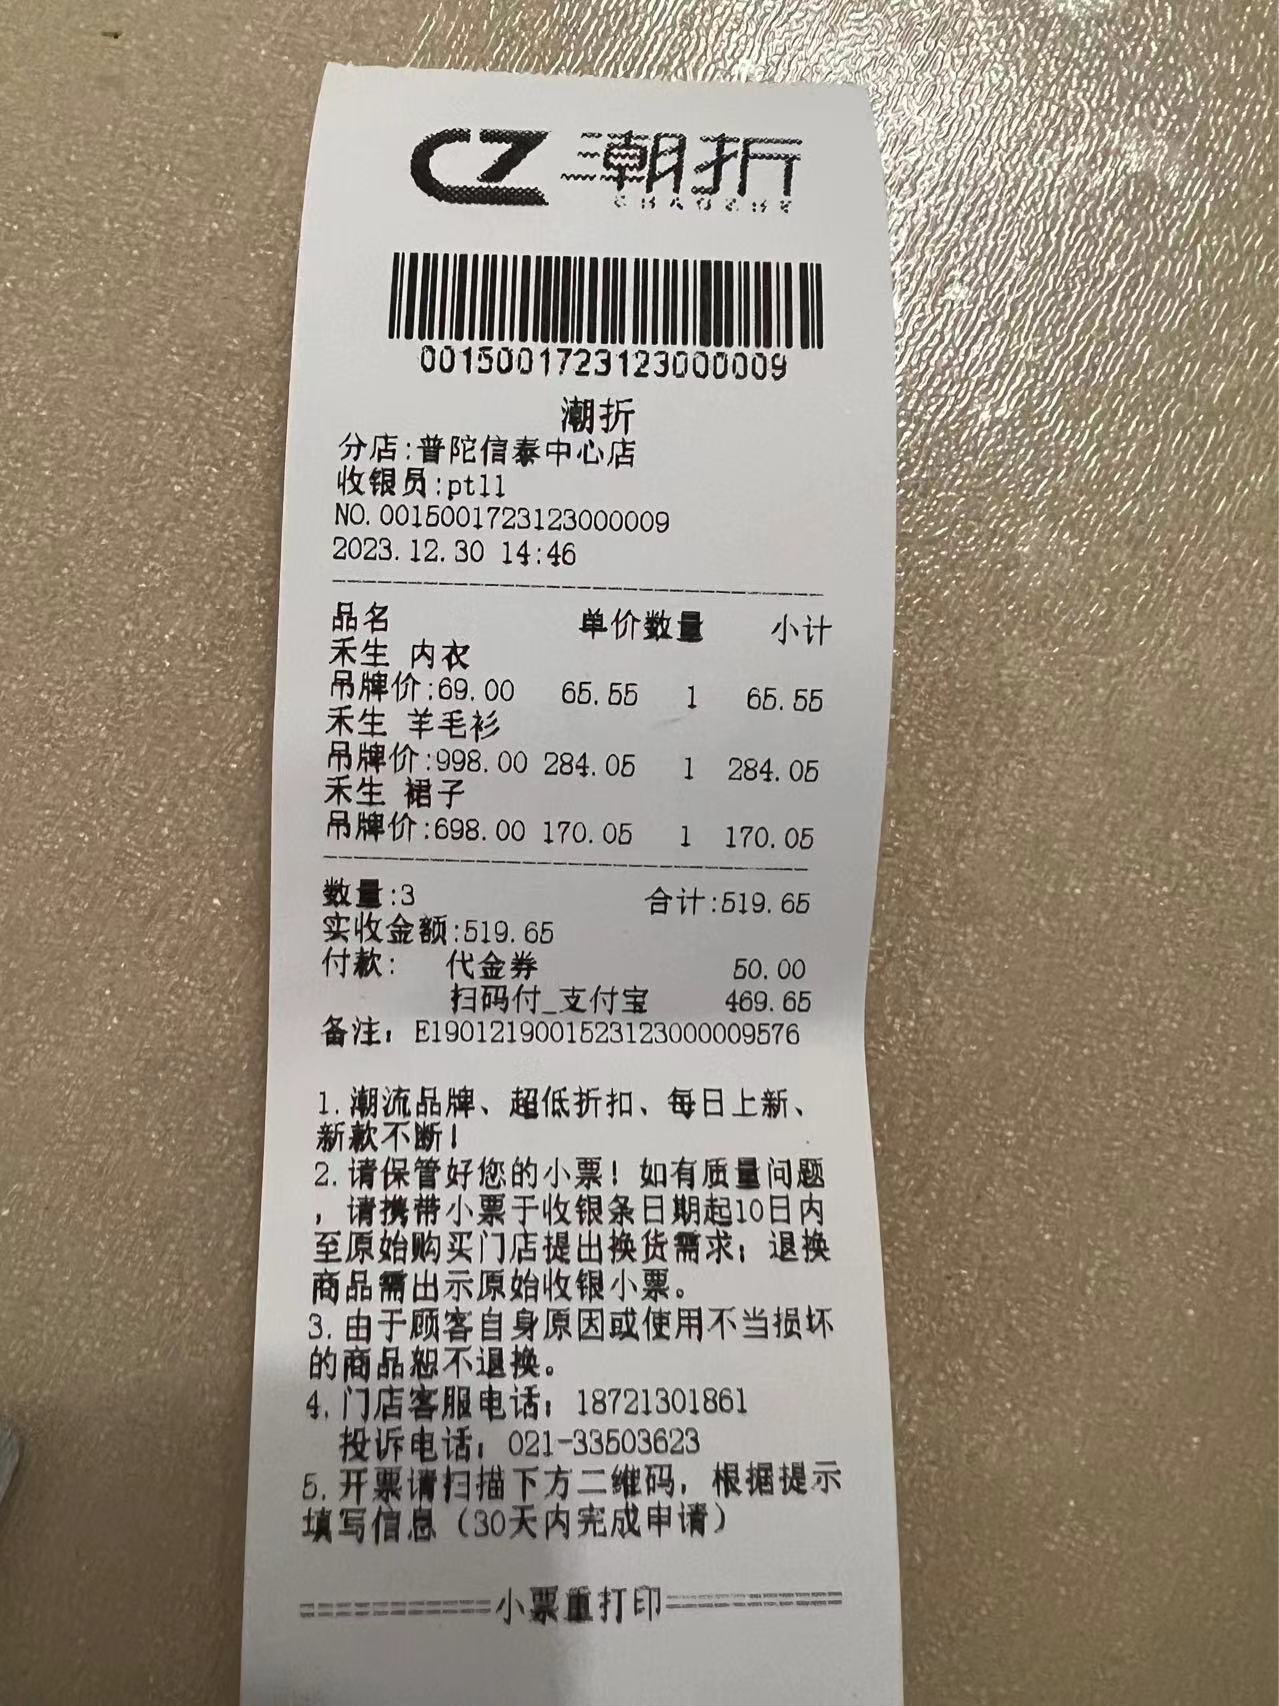 CZ 潮折
CHAOZHE
0015001723123000009
潮折
分店:普陀信泰中心店
收银员:pt11
NO.0015001723123000009
2023.12.30 14:46
品名 单价数量 小计
禾生 内衣
吊牌价:69.00 65.55 1 65.55
禾生 羊毛衫
吊牌价:998.00 284.05 1 284.05
禾生 裙子
吊牌价:698.00 170.05 1 170.05
数量:3 合计:519.65
实收金额:519.65
付款: 代金券 50.00
扫码付_支付宝 469.65
备注: E1901219001523123000009576
1.潮流品牌、超低折扣、每日上新、
新款不断!
2.请保管好您的小票!如有质量问题
,请携带小票于收银条日期起10日内
至原始购买门店提出换货需求;退换
商品需出示原始收银小票。
3.由于顾客自身原因或使用不当损坏
的商品恕不退换。
4.门店客服电话:18721301861
投诉电话:021-33503623
5.开票请扫描下方二维码,根据提示
填写信息(30天内完成申请)
==========小票重打印==========